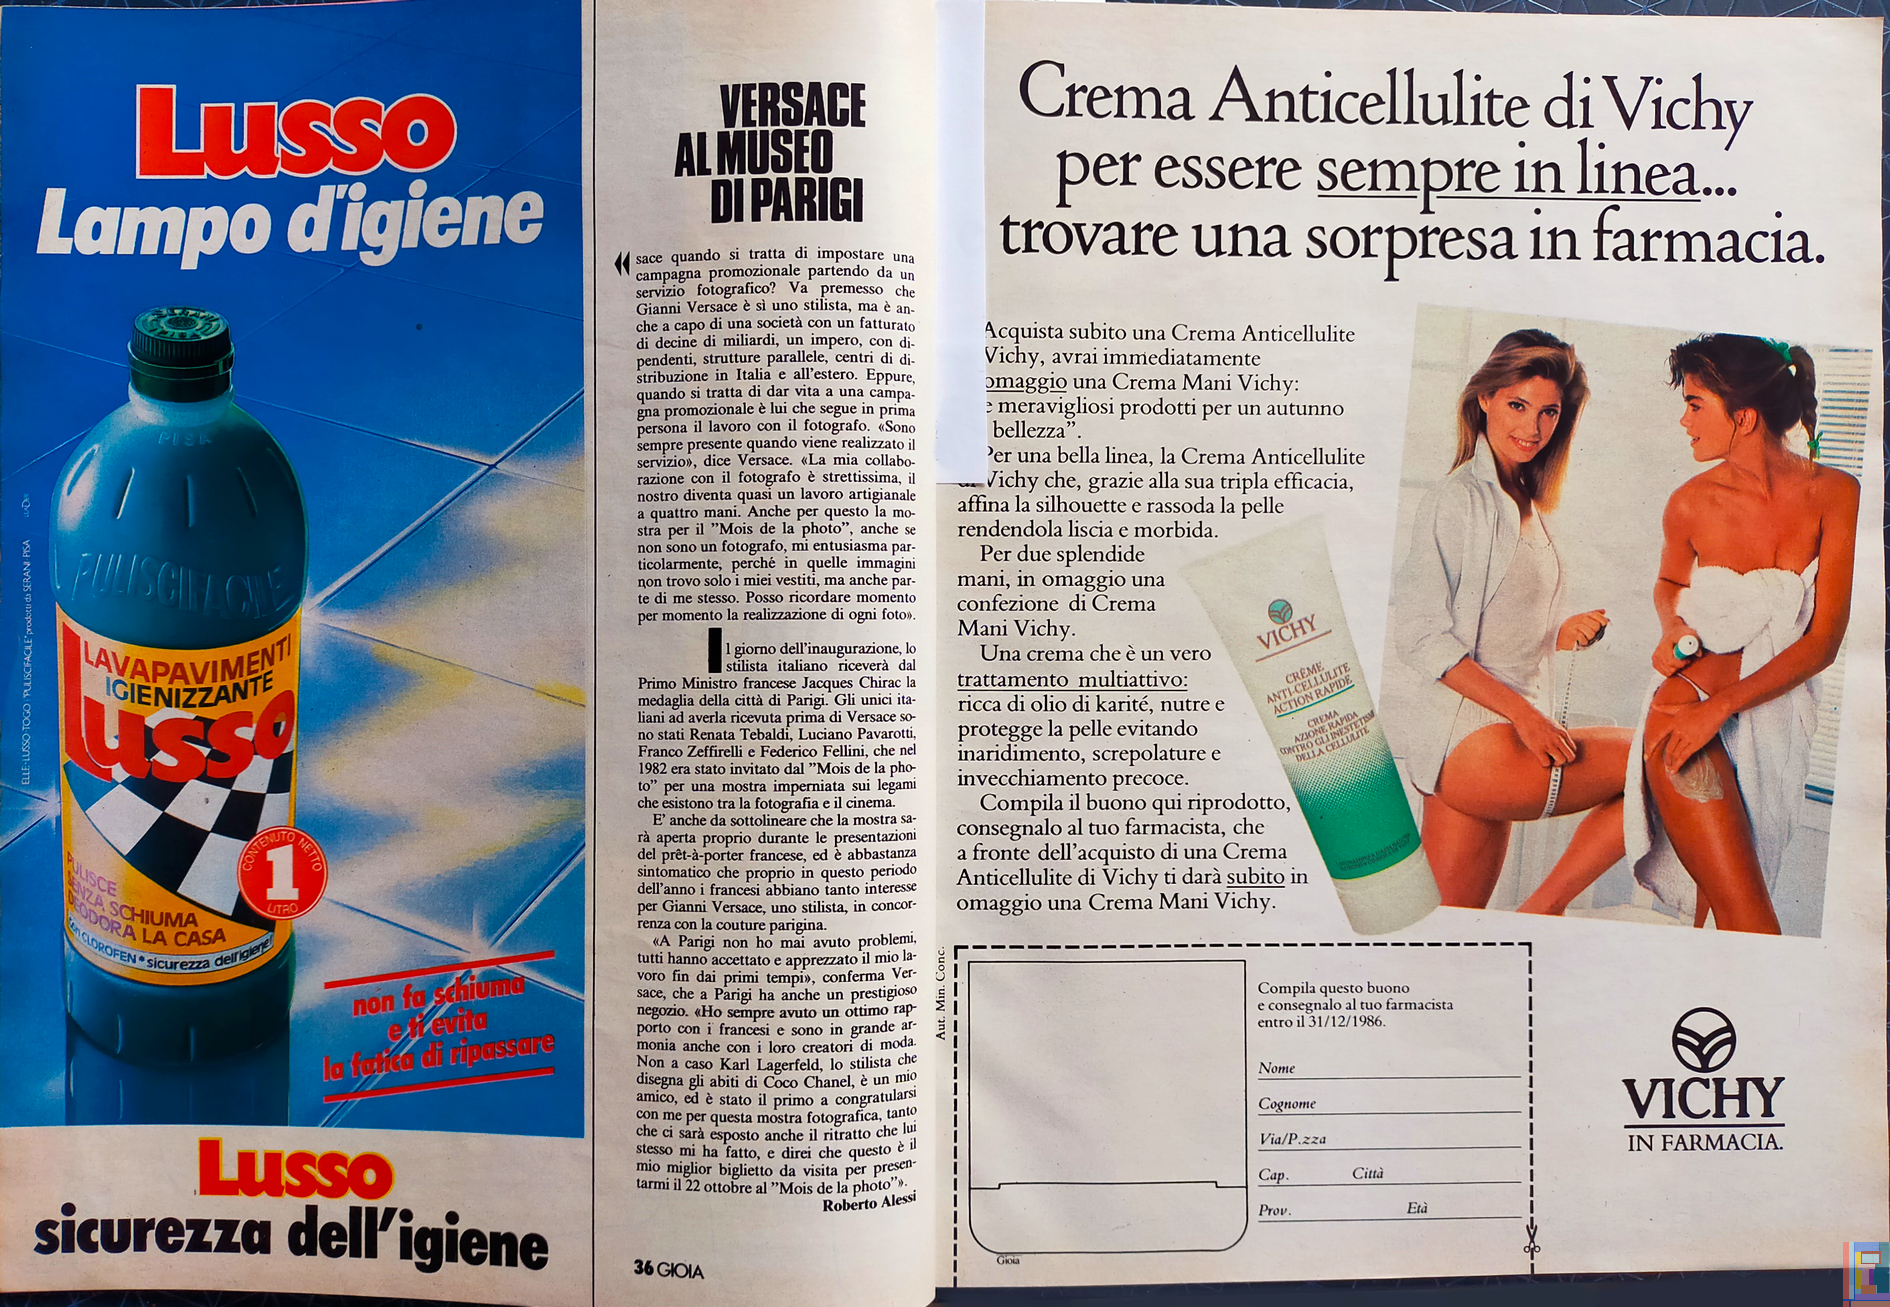 Lusso
Lampo d'igiene
PULISCIFACILE
LAVAPAVIMENTI
IGIENIZZANTE
Lusso
CONTENUTO NETTO
1
LITRO
PULISCE
SENZA SCHIUMA
DEODORA LA CASA
con CLOROFEN • sicurezza dell'igiene!
non fa schiuma
e ti evita
la fatica di ripassare
ELLE-LUSSO-TOGO "PULISCIFACILE" prodotti da SERANI PISA
Lusso
sicurezza dell'igiene
VERSACE
AL MUSEO
DI PARIGI
sace quando si tratta di impostare una
campagna promozionale partendo da un
servizio fotografico? Va premesso che
Gianni Versace è sì uno stilista, ma è an-
che a capo di una società con un fatturato
di decine di miliardi, un impero, con di-
pendenti, strutture parallele, centri di di-
stribuzione in Italia e all'estero. Eppure,
quando si tratta di dar vita a una campa-
gna promozionale è lui che segue in prima
persona il lavoro con il fotografo. «Sono
sempre presente quando viene realizzato il
servizio», dice Versace. «La mia collabo-
razione con il fotografo è strettissima, il
nostro diventa quasi un lavoro artigianale
a quattro mani. Anche per questo la mo-
stra per il "Mois de la photo", anche se
non sono un fotografo, mi entusiasma par-
ticolarmente, perché in quelle immagini
non trovo solo i miei vestiti, ma anche par-
te di me stesso. Posso ricordare momento
per momento la realizzazione di ogni foto».
Il giorno dell'inaugurazione, lo
stilista italiano riceverà dal
Primo Ministro francese Jacques Chirac la
medaglia della città di Parigi. Gli unici ita-
liani ad averla ricevuta prima di Versace so-
no stati Renata Tebaldi, Luciano Pavarotti,
Franco Zeffirelli e Federico Fellini, che nel
1982 era stato invitato dal "Mois de la pho-
to" per una mostra imperniata sui legami
che esistono tra la fotografia e il cinema.
E' anche da sottolineare che la mostra sa-
rà aperta proprio durante le presentazioni
del prêt-à-porter francese, ed è abbastanza
sintomatico che proprio in questo periodo
dell'anno i francesi abbiano tanto interesse
per Gianni Versace, uno stilista, in concor-
renza con la couture parigina.
«A Parigi non ho mai avuto problemi,
tutti hanno accettato e apprezzato il mio la-
voro fin dai primi tempi», conferma Ver-
sace, che a Parigi ha anche un prestigioso
negozio. «Ho sempre avuto un ottimo rap-
porto con i francesi e sono in grande ar-
monia anche con i loro creatori di moda.
Non a caso Karl Lagerfeld, lo stilista che
disegna gli abiti di Coco Chanel, è un mio
amico, ed è stato il primo a congratularsi
con me per questa mostra fotografica, tanto
che ci sarà esposto anche il ritratto che lui
stesso mi ha fatto, e direi che questo è il
mio miglior biglietto da visita per presen-
tarmi il 22 ottobre al "Mois de la photo"».
Roberto Alessi
36 GIOIA
Crema Anticellulite di Vichy
per essere sempre in linea...
trovare una sorpresa in farmacia.
Acquista subito una Crema Anticellulite
Vichy, avrai immediatamente
omaggio una Crema Mani Vichy:
meravigliosi prodotti per un autunno
bellezza”.
Per una bella linea, la Crema Anticellulite
di Vichy che, grazie alla sua tripla efficacia,
affina la silhouette e rassoda la pelle
rendendola liscia e morbida.
Per due splendide
mani, in omaggio una
confezione di Crema
Mani Vichy.
Una crema che è un vero
trattamento multiattivo:
ricca di olio di karité, nutre e
protegge la pelle evitando
inaridimento, screpolature e
invecchiamento precoce.
Compila il buono qui riprodotto,
consegnalo al tuo farmacista, che
a fronte dell'acquisto di una Crema
Anticellulite di Vichy ti darà subito in
omaggio una Crema Mani Vichy.
VICHY
CRÈME
ANTI-CELLULITE
ACTION RAPIDE
CREMA
AZIONE RAPIDA
CONTRO GLI INESTETISMI
DELLA CELLULITE
Aut. Min. Conc.
Compila questo buono
e consegnalo al tuo farmacista
entro il 31/12/1986.
Nome
Cognome
Via/P.zza
Cap. Città
Prov. Età
Gioia
VICHY
IN FARMACIA.